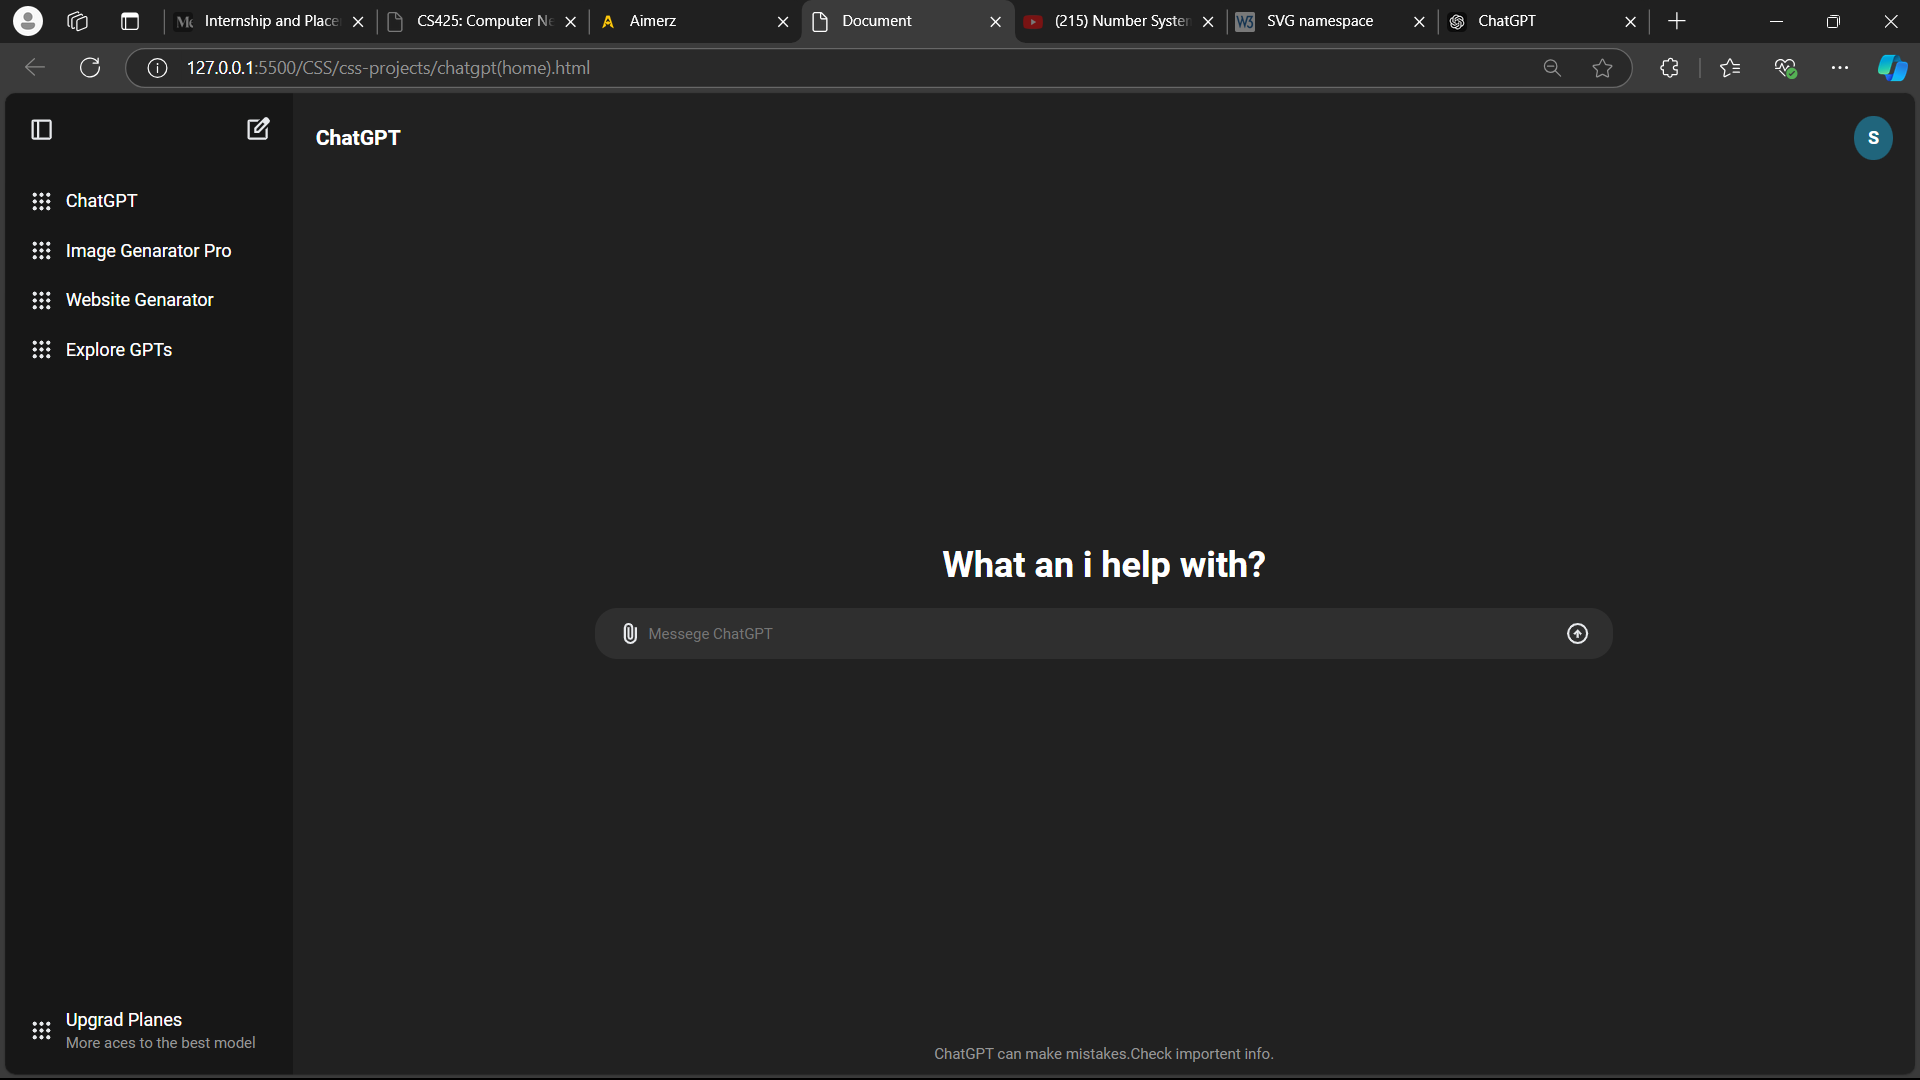 Internship and Place
CS425: Computer Ne
Aimerz
Document
(215) Number System
W3
SVG namespace
ChatGPT
127.0.0.1:5500/CSS/css-projects/chatgpt(home).html
ChatGPT
S
ChatGPT
Image Genarator Pro
Website Genarator
Explore GPTs
What an i help with?
Messege ChatGPT
Upgrad Planes
More aces to the best model
ChatGPT can make mistakes.Check importent info.